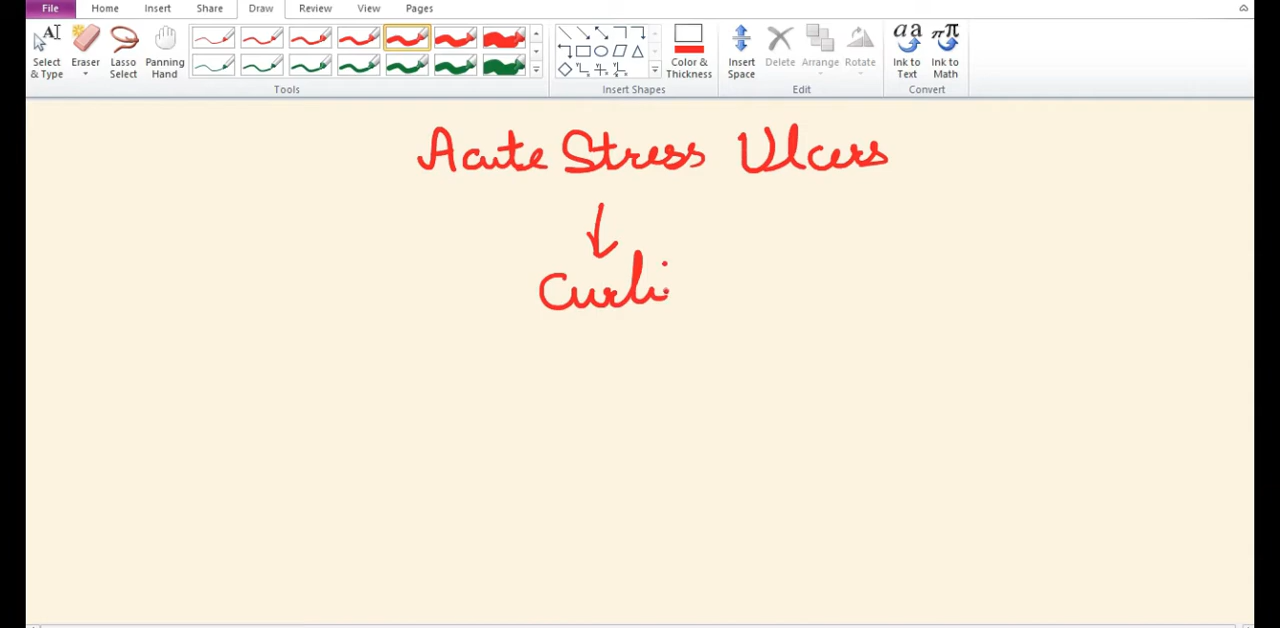 File Home Insert Share Draw Review View Pages
Select & Type Eraser Lasso Select Panning Hand Color & Thickness Insert Space Delete Arrange Rotate Ink to Text Ink to Math
Tools Insert Shapes Edit Convert
Acute Stress Ulcers
↓
Curli